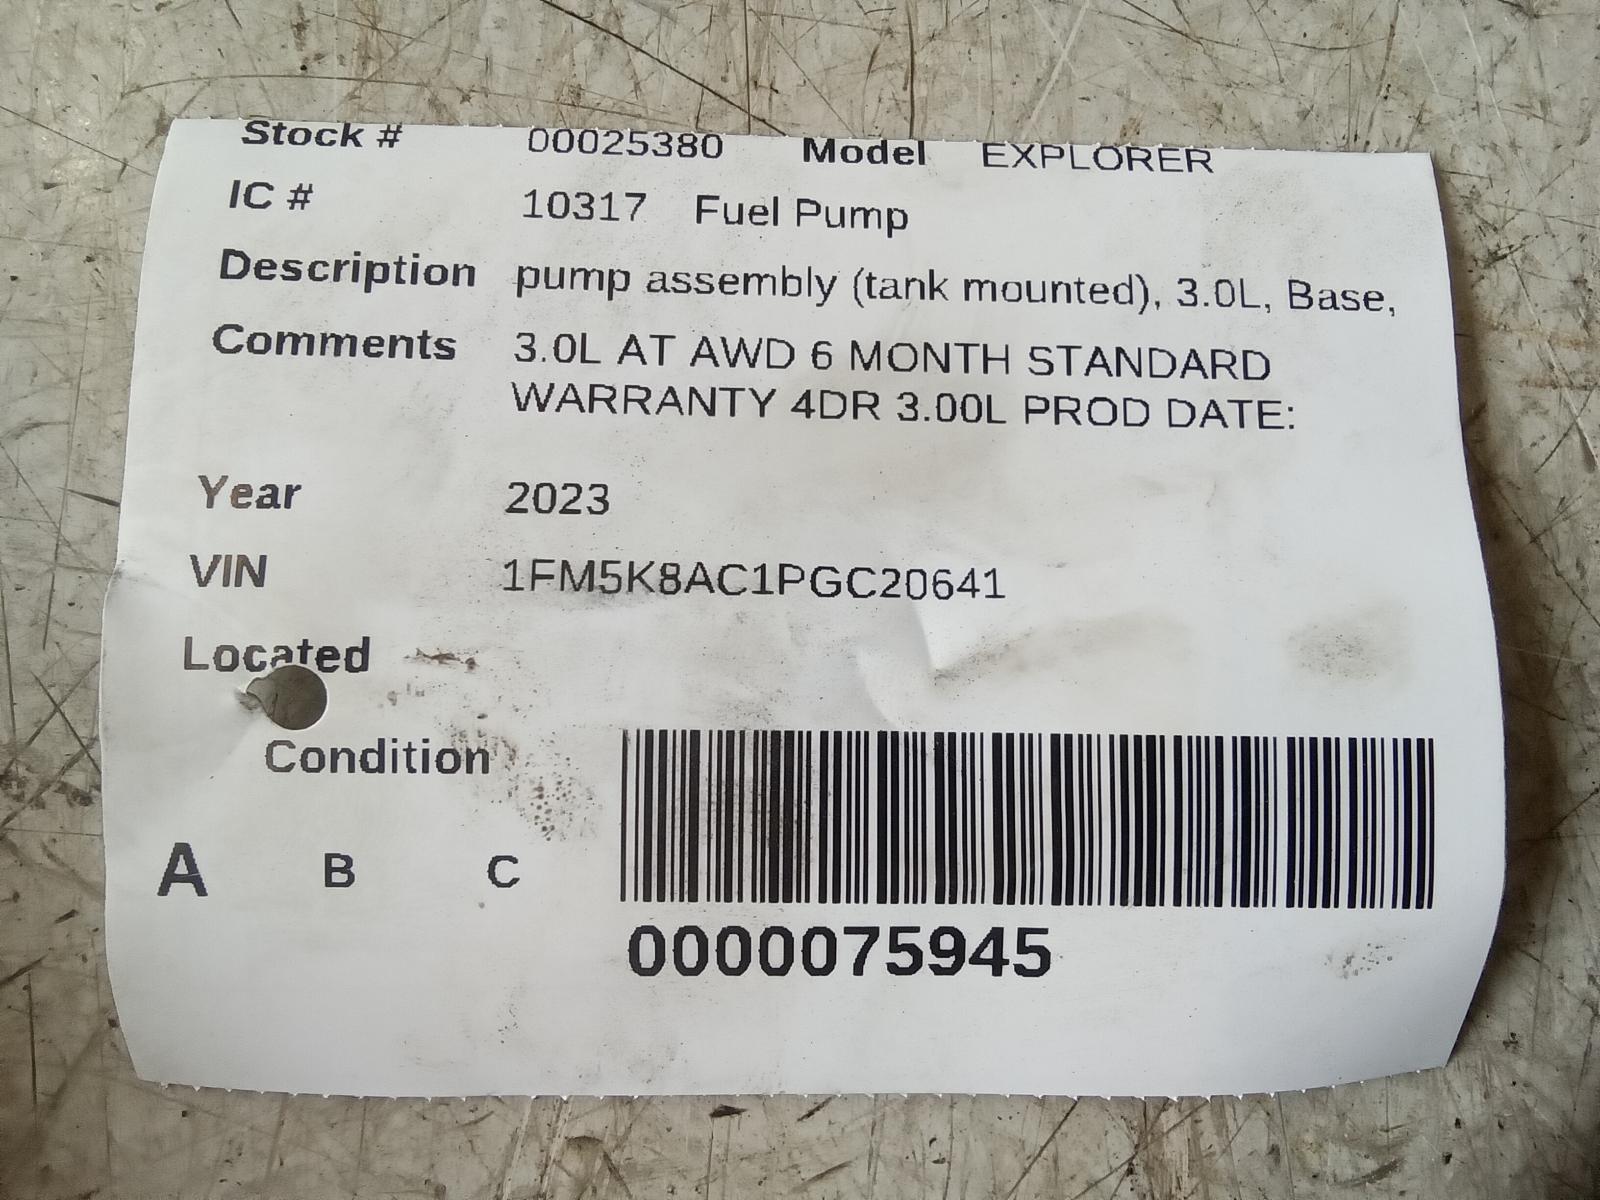 Stock # 00025380 Model EXPLORER
IC # 10317 Fuel Pump
Description pump assembly (tank mounted), 3.0L, Base,
Comments 3.0L AT AWD 6 MONTH STANDARD
WARRANTY 4DR 3.00L PROD DATE:
Year 2023
VIN 1FM5K8AC1PGC20641
Located
Condition
A B C
0000075945